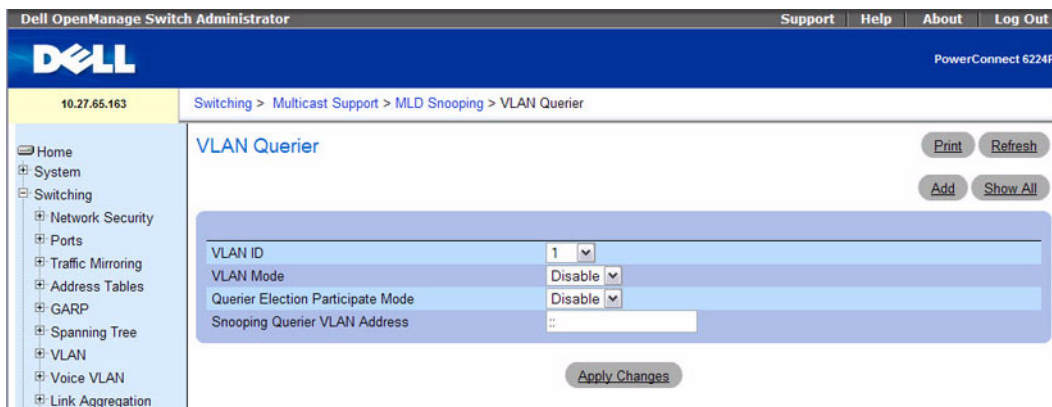 Dell OpenManage Switch Administrator
Support Help About Log Out
DELL
PowerConnect 6224
10.27.65.163
Switching > Multicast Support > MLD Snooping > VLAN Querier
Home
System
Switching
Network Security
Ports
Traffic Mirroring
Address Tables
GARP
Spanning Tree
VLAN
Voice VLAN
Link Aggregation
VLAN Querier
Print Refresh
Add Show All
VLAN ID 1
VLAN Mode Disable
Querier Election Participate Mode Disable
Snooping Querier VLAN Address ::
Apply Changes